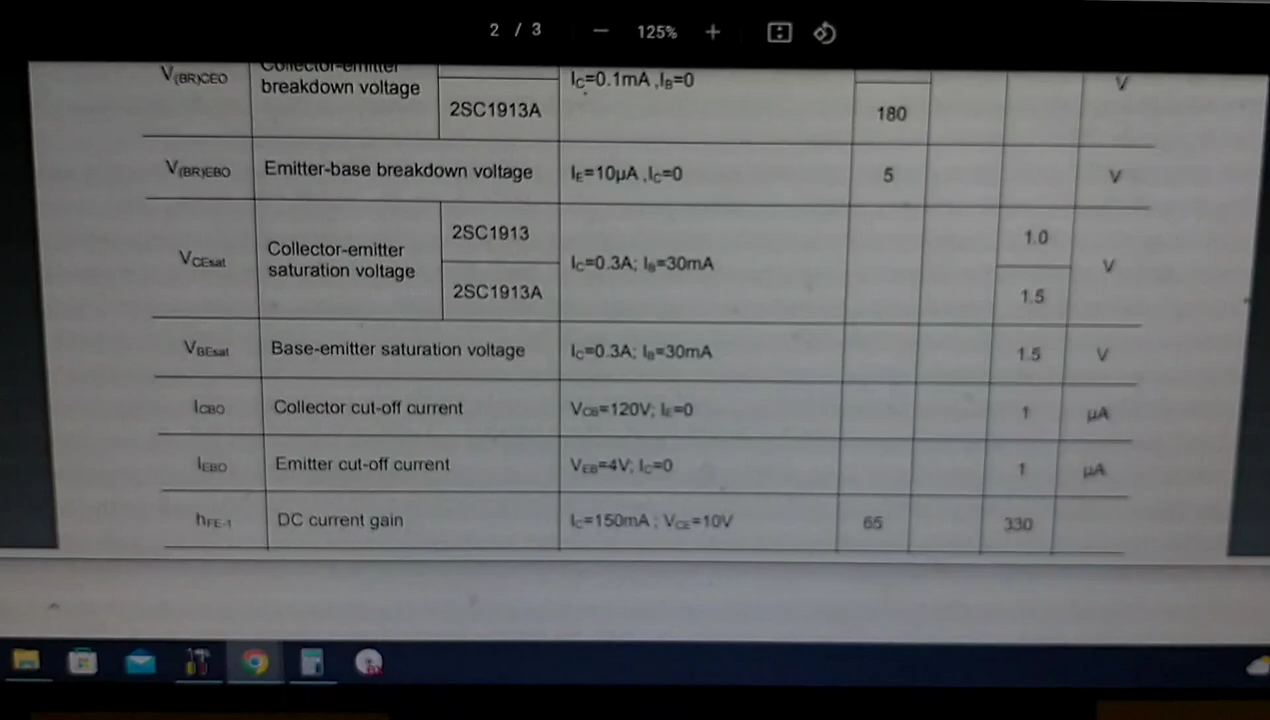 2 / 3 — 125% +
V(BR)CEO Collector-emitter breakdown voltage IC=0.1mA ,IB=0 V
2SC1913A 180
V(BR)EBO Emitter-base breakdown voltage IE=10μA ,IC=0 5 V
VCEsat Collector-emitter saturation voltage 2SC1913 IC=0.3A; IB=30mA 1.0 V
2SC1913A 1.5
VBEsat Base-emitter saturation voltage IC=0.3A; IB=30mA 1.5 V
ICBO Collector cut-off current VCB=120V; IE=0 1 μA
IEBO Emitter cut-off current VEB=4V; IC=0 1 μA
hFE-1 DC current gain IC=150mA ; VCE=10V 65 330